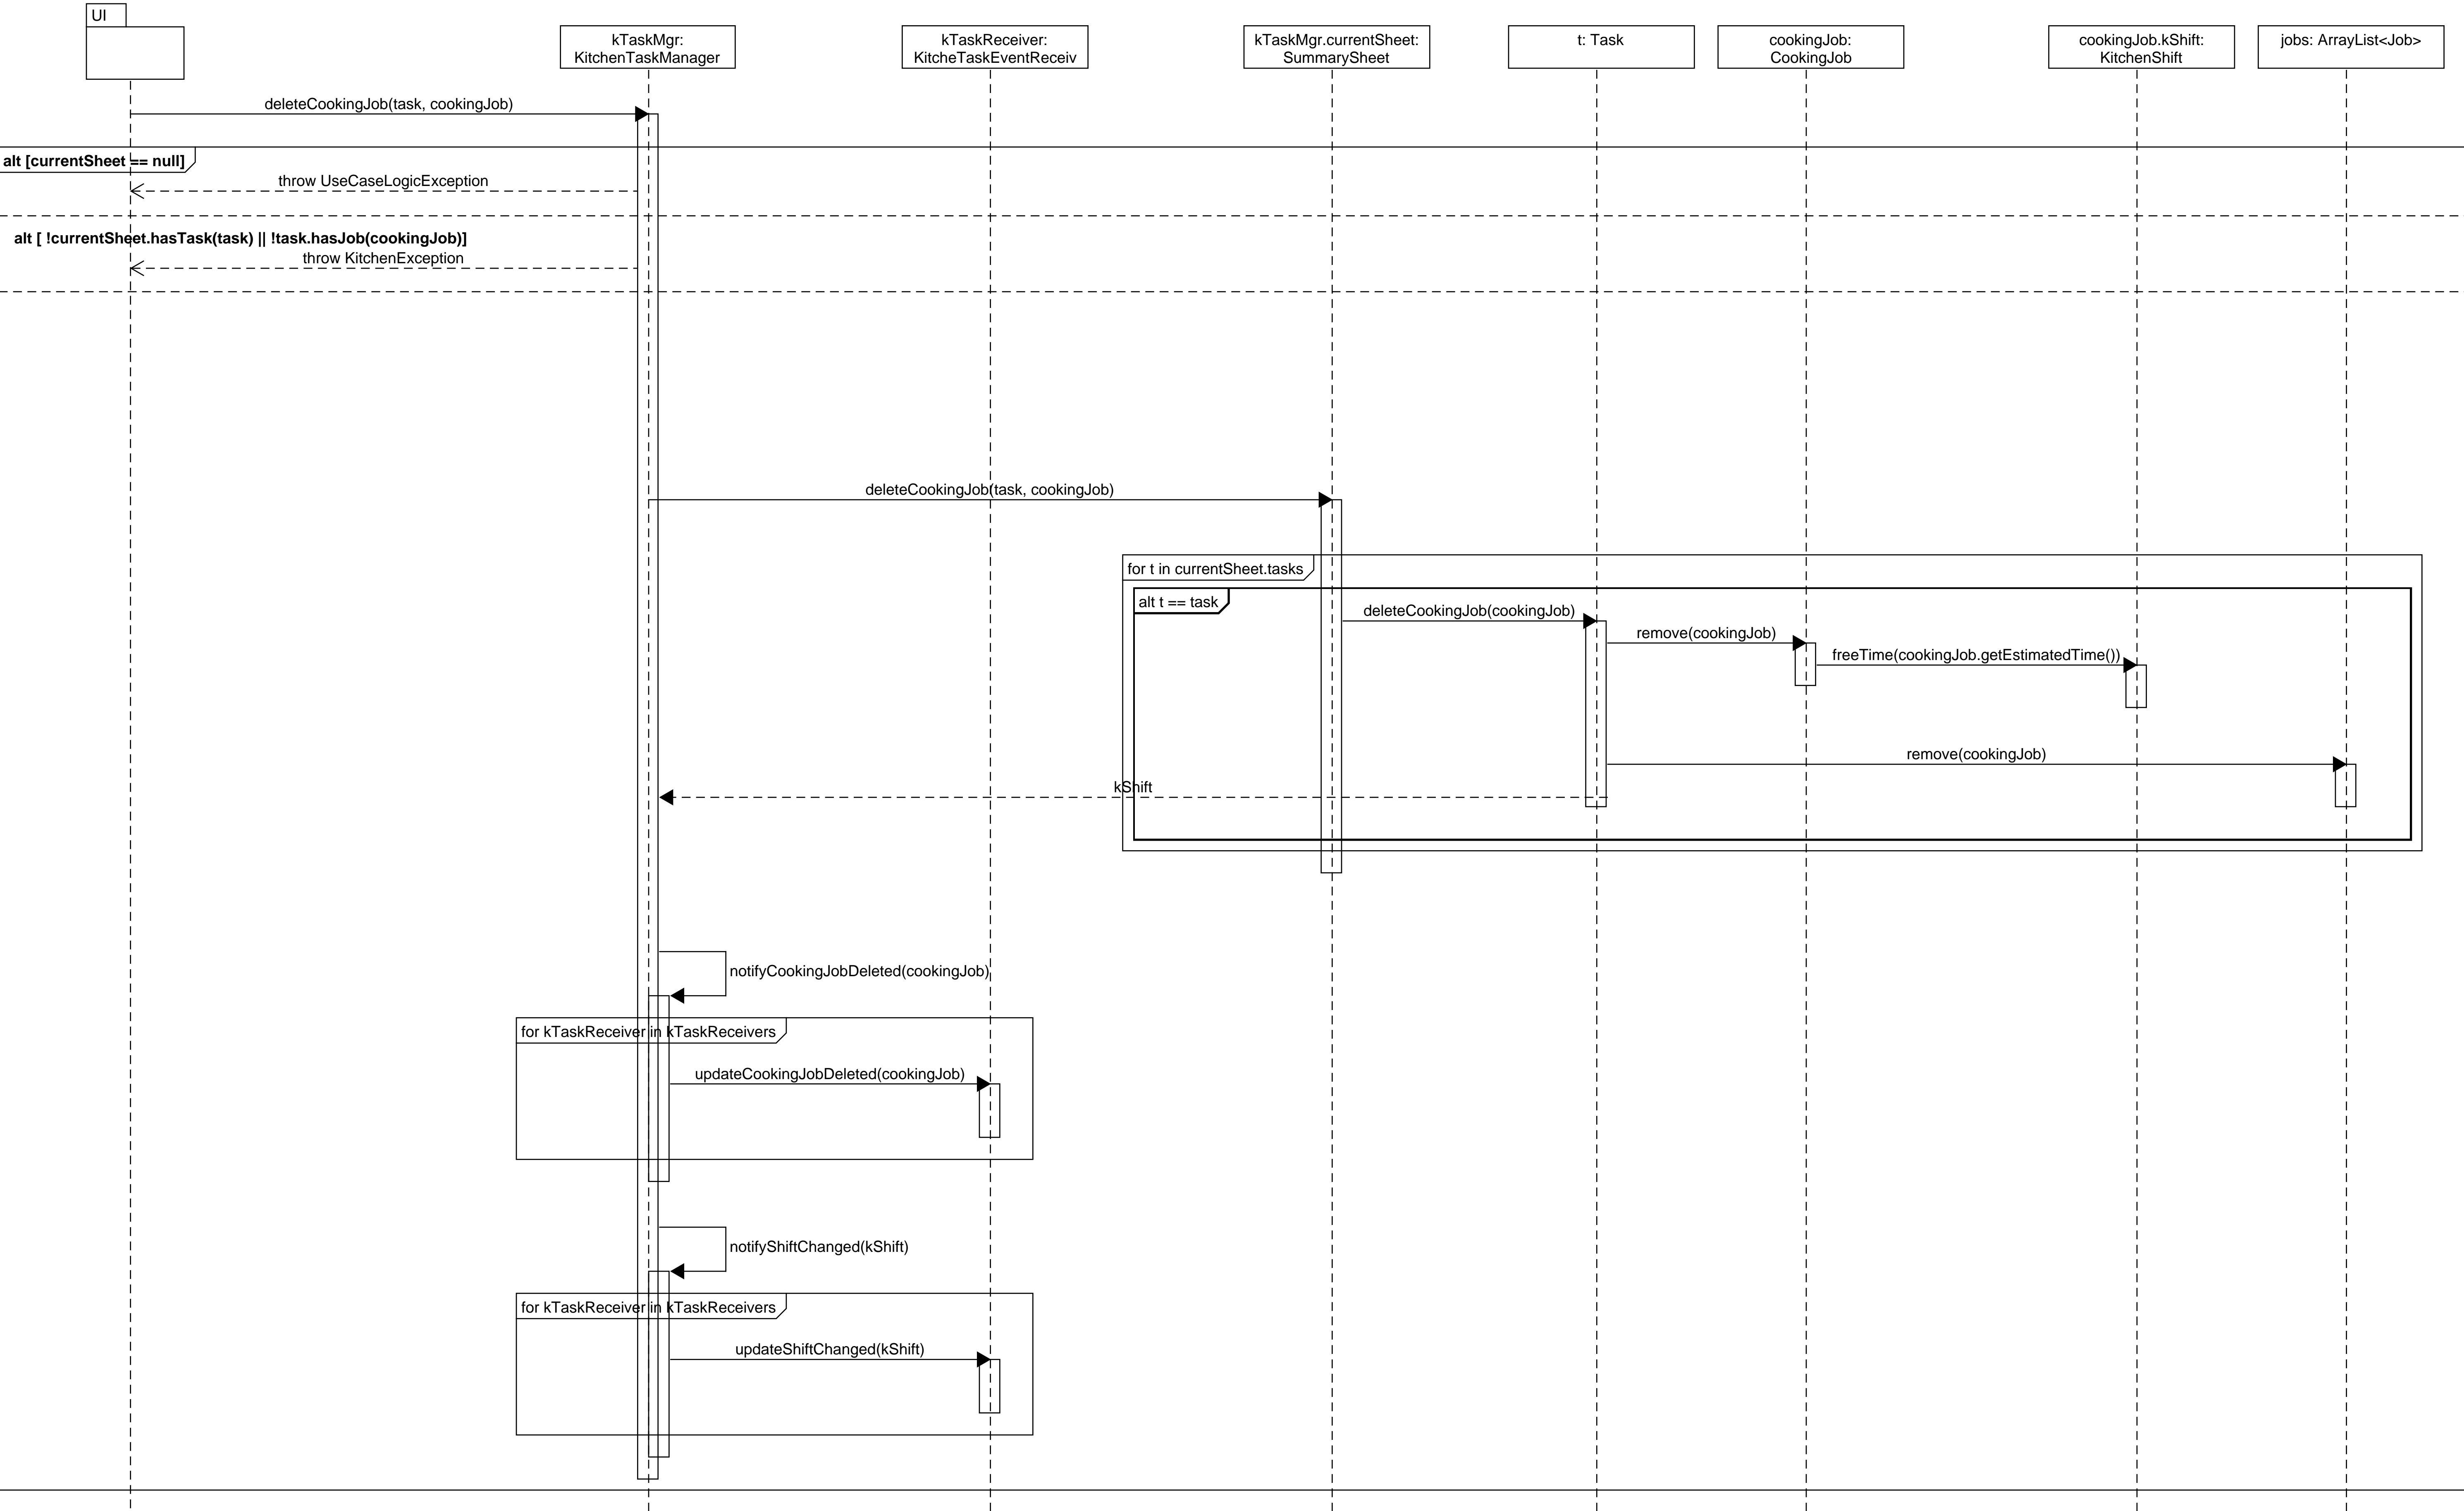 UI
kTaskMgr:
KitchenTaskManager
kTaskReceiver:
KitcheTaskEventReceiv
kTaskMgr.currentSheet:
SummarySheet
t: Task
cookingJob:
CookingJob
cookingJob.kShift:
KitchenShift
jobs: ArrayList<Job>
deleteCookingJob(task, cookingJob)
alt [currentSheet == null]
throw UseCaseLogicException
alt [ !currentSheet.hasTask(task) || !task.hasJob(cookingJob)]
throw KitchenException
deleteCookingJob(task, cookingJob)
for t in currentSheet.tasks
alt t == task
deleteCookingJob(cookingJob)
remove(cookingJob)
freeTime(cookingJob.getEstimatedTime())
remove(cookingJob)
kShift
notifyCookingJobDeleted(cookingJob)
for kTaskReceiver in kTaskReceivers
updateCookingJobDeleted(cookingJob)
notifyShiftChanged(kShift)
for kTaskReceiver in kTaskReceivers
updateShiftChanged(kShift)